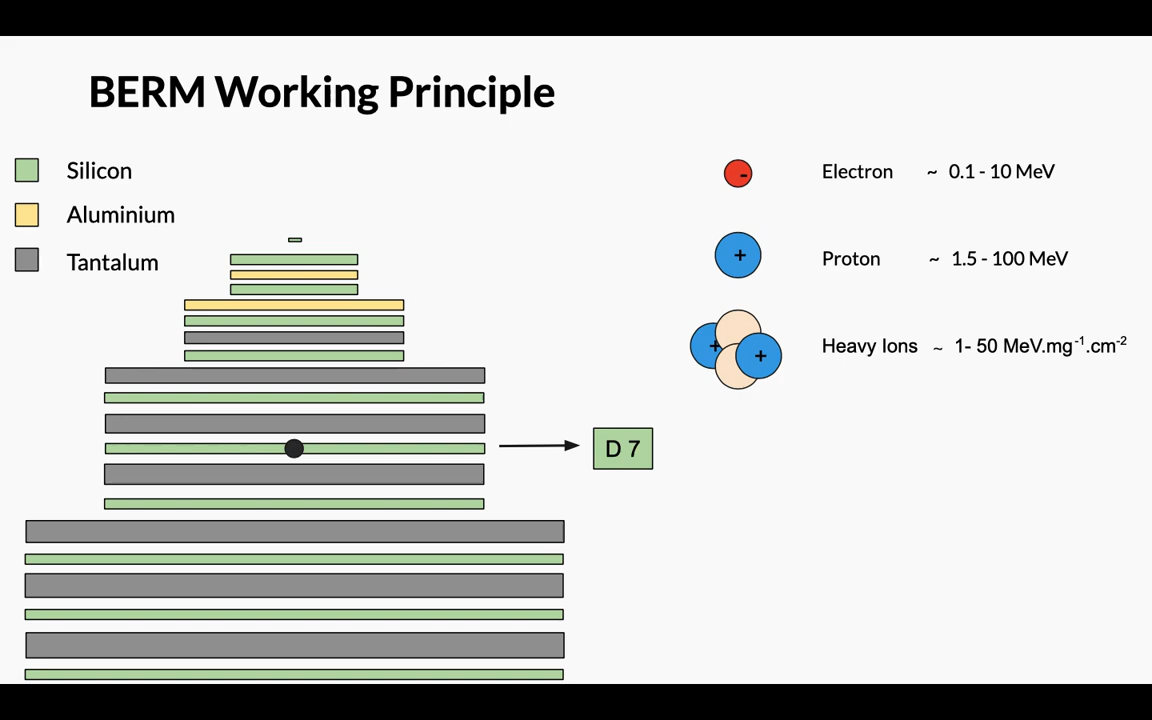 BERM Working Principle
Silicon
Aluminium
Tantalum
- Electron ~ 0.1 - 10 MeV
+ Proton ~ 1.5 - 100 MeV
+ + Heavy Ions ~ 1- 50 MeV.mg⁻¹.cm⁻²
D 7